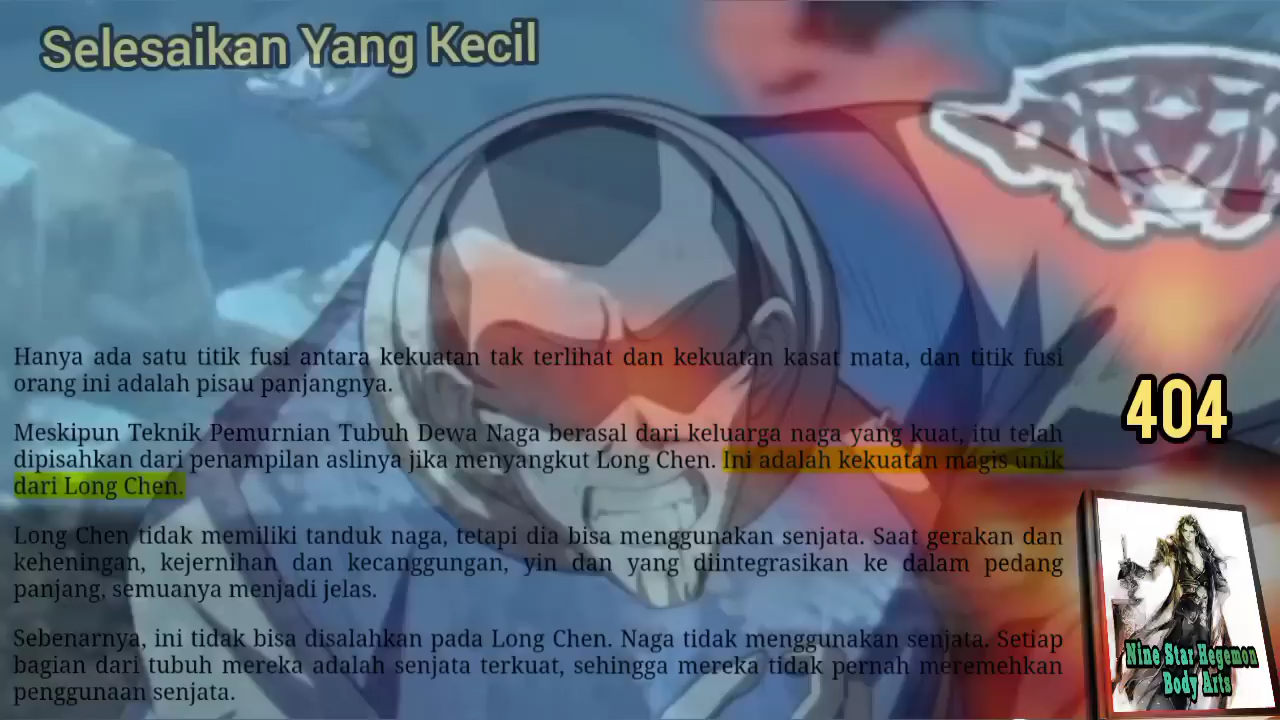 Selesaikan Yang Kecil
Hanya ada satu titik fusi antara kekuatan tak terlihat dan kekuatan kasat mata, dan titik fusi
orang ini adalah pisau panjangnya.
Meskipun Teknik Pemurnian Tubuh Dewa Naga berasal dari keluarga naga yang kuat, itu telah
dipisahkan dari penampilan aslinya jika menyangkut Long Chen. Ini adalah kekuatan magis unik
dari Long Chen.
Long Chen tidak memiliki tanduk naga, tetapi dia bisa menggunakan senjata. Saat gerakan dan
keheningan, kejernihan dan kecanggungan, yin dan yang diintegrasikan ke dalam pedang
panjang, semuanya menjadi jelas.
Sebenarnya, ini tidak bisa disalahkan pada Long Chen. Naga tidak menggunakan senjata. Setiap
bagian dari tubuh mereka adalah senjata terkuat, sehingga mereka tidak pernah meremehkan
penggunaan senjata.
404
Nine Star Hegemon
Body Arts